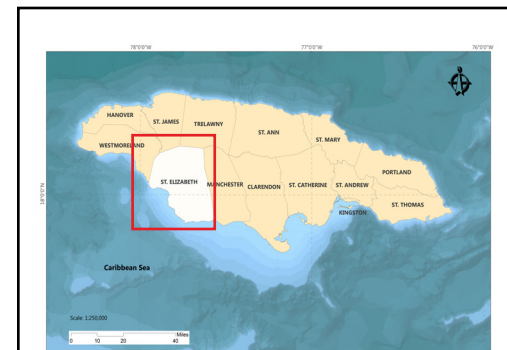 78°0'0"W
77°0'0"W
76°0'0"W
HANOVER
ST. JAMES
TRELAWNY
ST. ANN
ST. MARY
WESTMORELAND
PORTLAND
ST. ELIZABETH
MANCHESTER
CLARENDON
ST. CATHERINE
ST. ANDREW
ST. THOMAS
18°0'0"N
KINGSTON
Caribbean Sea
Scale: 1:250,000
Miles
0 10 20 40